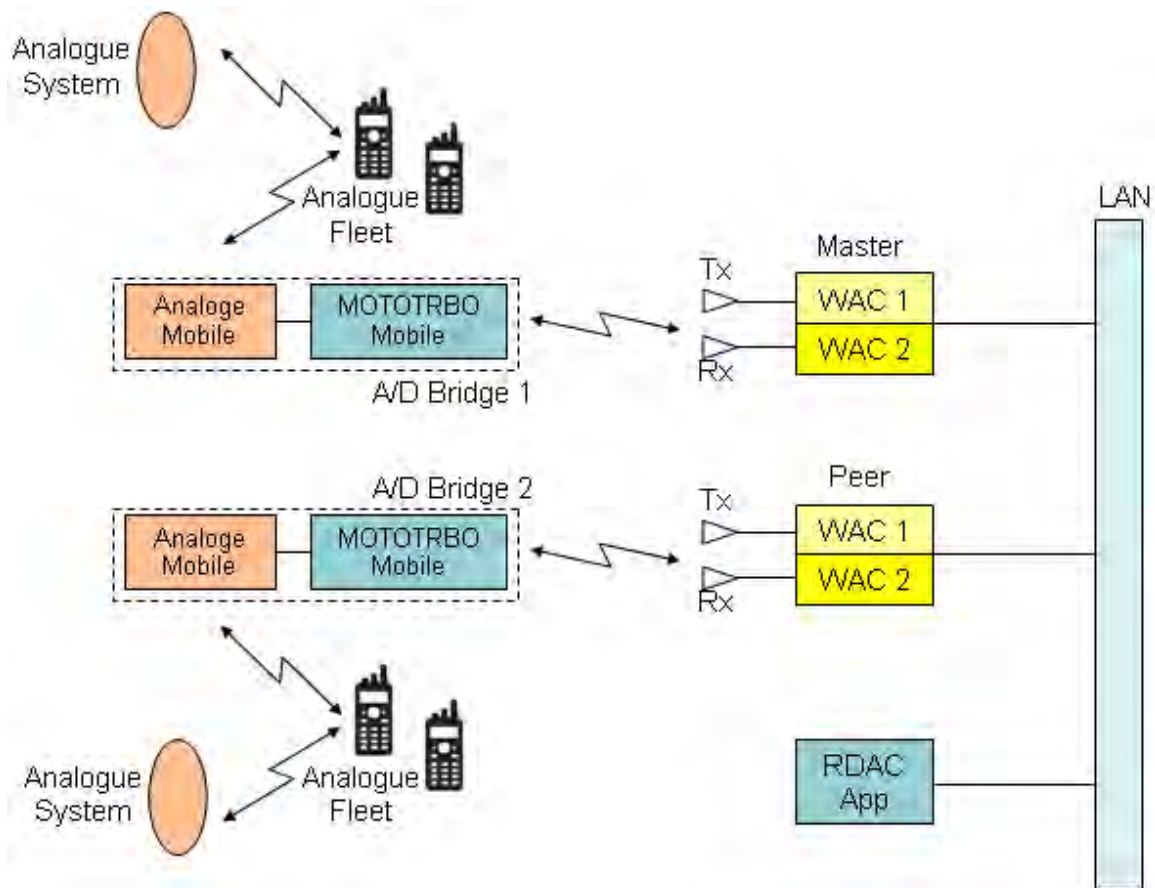 Analogue
System
Analogue
Fleet
LAN
Master
Tx
WAC 1
Analoge
Mobile
MOTOTRBO
Mobile
WAC 2
Rx
A/D Bridge 1
A/D Bridge 2
Peer
Tx
WAC 1
Analoge
Mobile
MOTOTRBO
Mobile
WAC 2
Rx
Analogue
System
Analogue
Fleet
RDAC
App